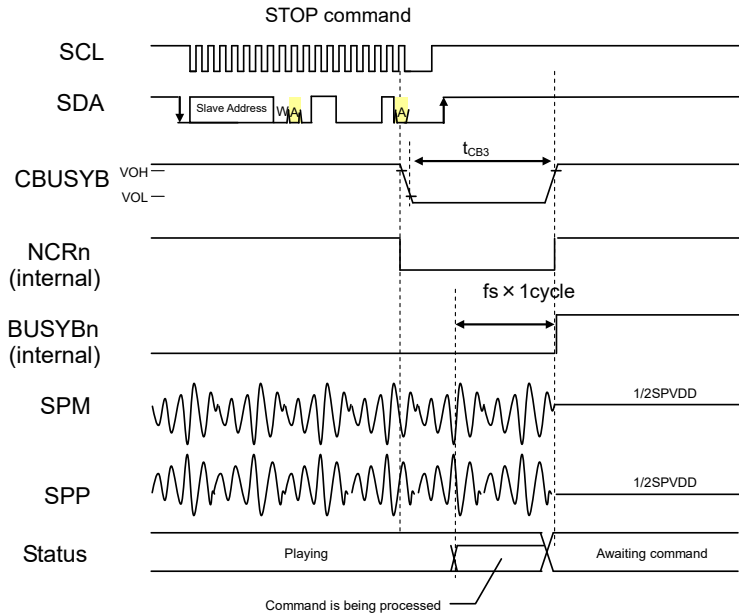 STOP command
SCL
SDA
Slave Address
W
A
A
tCB3
CBUSYB
VOH
VOL
NCRn
(internal)
fs × 1cycle
BUSYBn
(internal)
SPM
1/2SPVDD
SPP
1/2SPVDD
Status
Playing
Awaiting command
Command is being processed